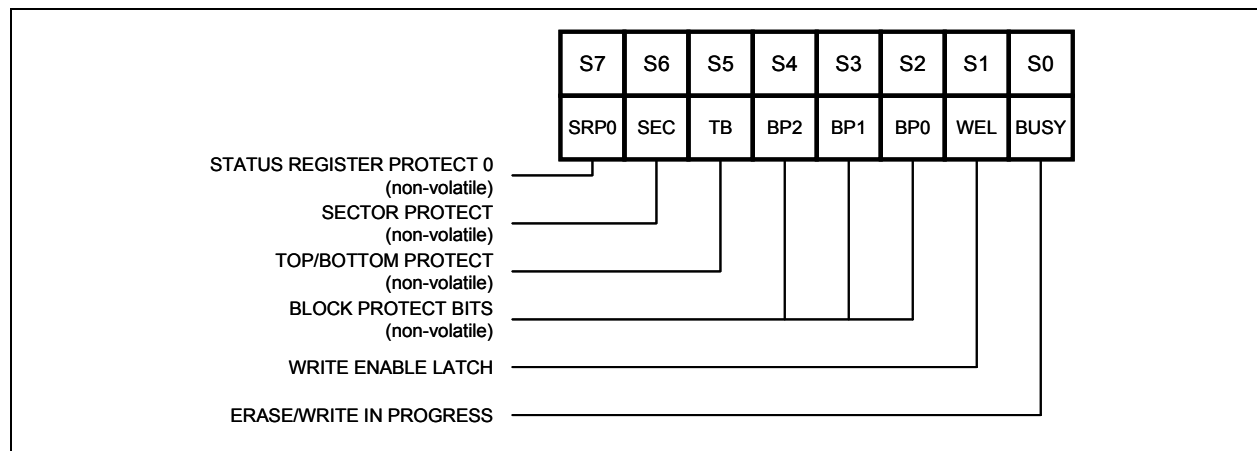 S7 S6 S5 S4 S3 S2 S1 S0
SRP0 SEC TB BP2 BP1 BP0 WEL BUSY
STATUS REGISTER PROTECT 0
(non-volatile)
SECTOR PROTECT
(non-volatile)
TOP/BOTTOM PROTECT
(non-volatile)
BLOCK PROTECT BITS
(non-volatile)
WRITE ENABLE LATCH
ERASE/WRITE IN PROGRESS